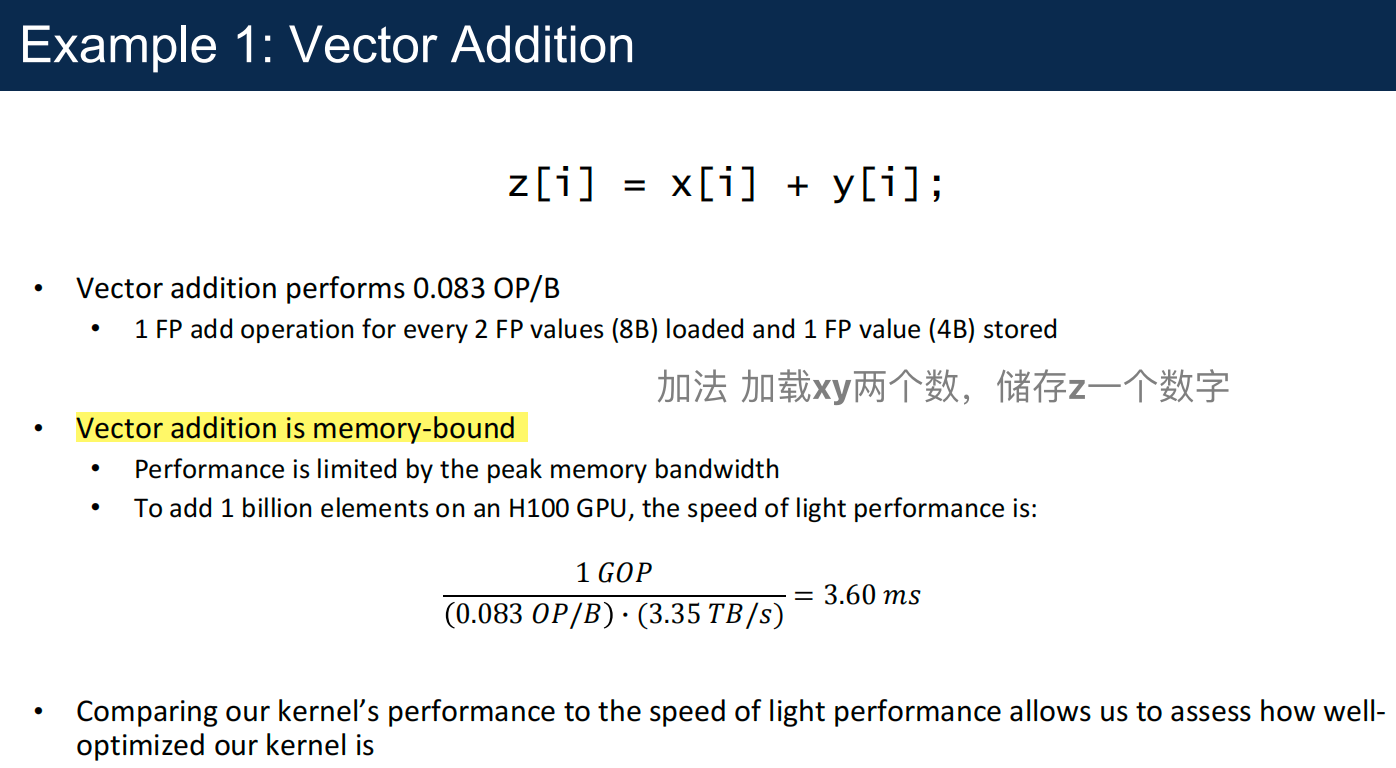 Example 1: Vector Addition
z[i] = x[i] + y[i];
• Vector addition performs 0.083 OP/B
• 1 FP add operation for every 2 FP values (8B) loaded and 1 FP value (4B) stored
加法 加载xy两个数，储存z一个数字
• Vector addition is memory-bound
• Performance is limited by the peak memory bandwidth
• To add 1 billion elements on an H100 GPU, the speed of light performance is:
1 GOP
(0.083 OP/B) · (3.35 TB/s)
= 3.60 ms
• Comparing our kernel’s performance to the speed of light performance allows us to assess how well-
optimized our kernel is